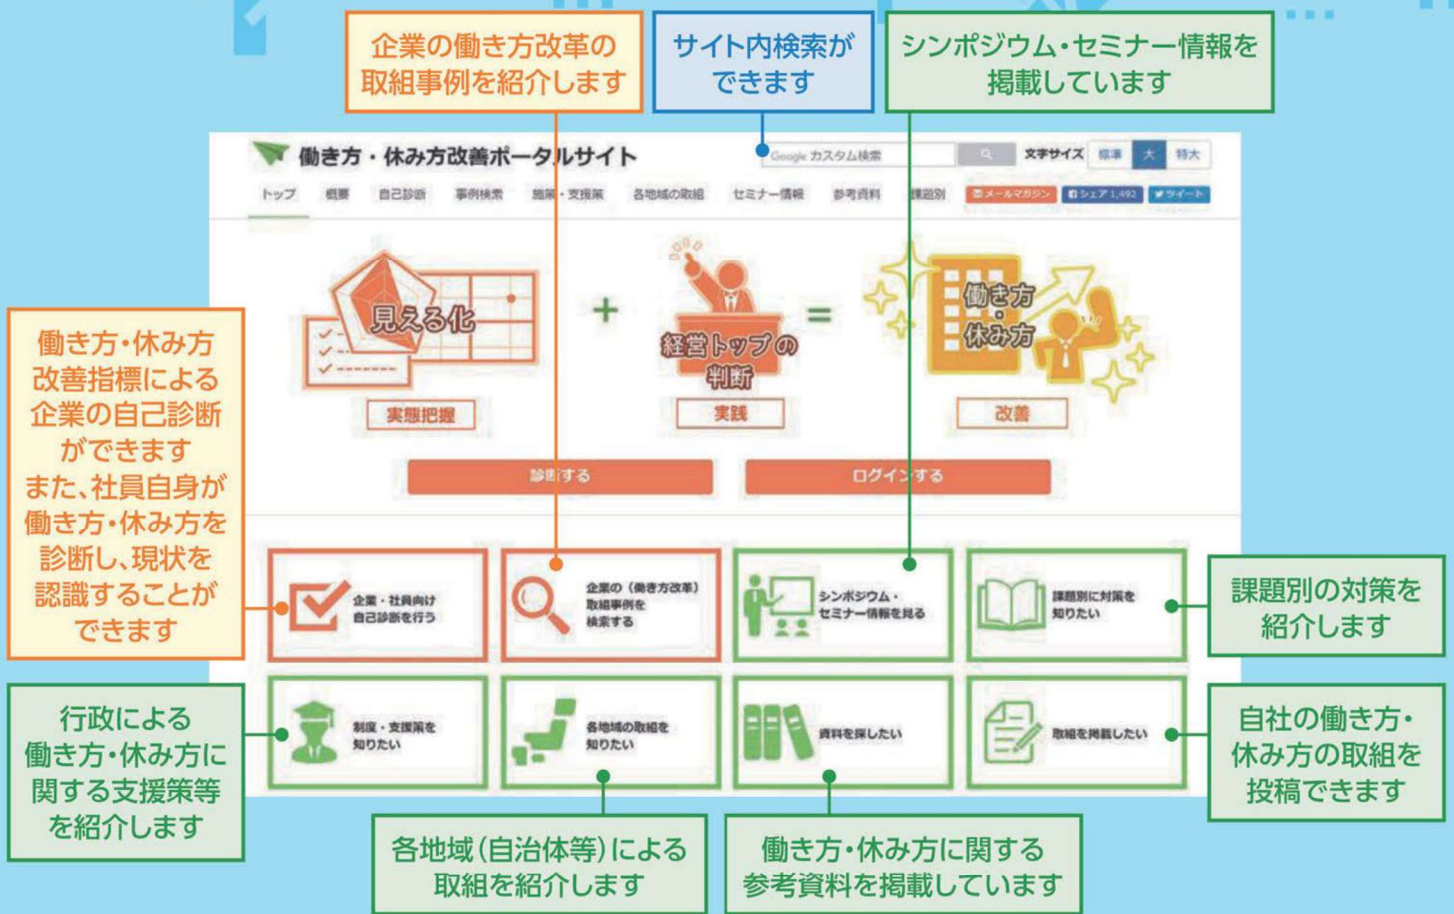 企業の働き方改革の
取組事例を紹介します
サイト内検索が
できます
シンポジウム・セミナー情報を
掲載しています
働き方・休み方改善ポータルサイト
Google カスタム検索
文字サイズ 標準 大 特大
トップ 概要 自己診断 事例検索 施策・支援策 各地域の取組 セミナー情報 参考資料 課題別 メールマガジン シェア 1,492 ツイート
見える化
+
経営トップの
判断
=
働き方
・
休み方
実態把握
実践
改善
診断する
ログインする
働き方・休み方
改善指標による
企業の自己診断
ができます
また、社員自身が
働き方・休み方を
診断し、現状を
認識することが
できます
企業・社員向け
自己診断を行う
企業の（働き方改革）
取組事例を
検索する
シンポジウム・
セミナー情報を見る
課題別に対策を
知りたい
課題別の対策を
紹介します
行政による
働き方・休み方に
関する支援策等
を紹介します
制度・支援策を
知りたい
各地域の取組を
知りたい
資料を探したい
取組を掲載したい
自社の働き方・
休み方の取組を
投稿できます
各地域（自治体等）による
取組を紹介します
働き方・休み方に関する
参考資料を掲載しています